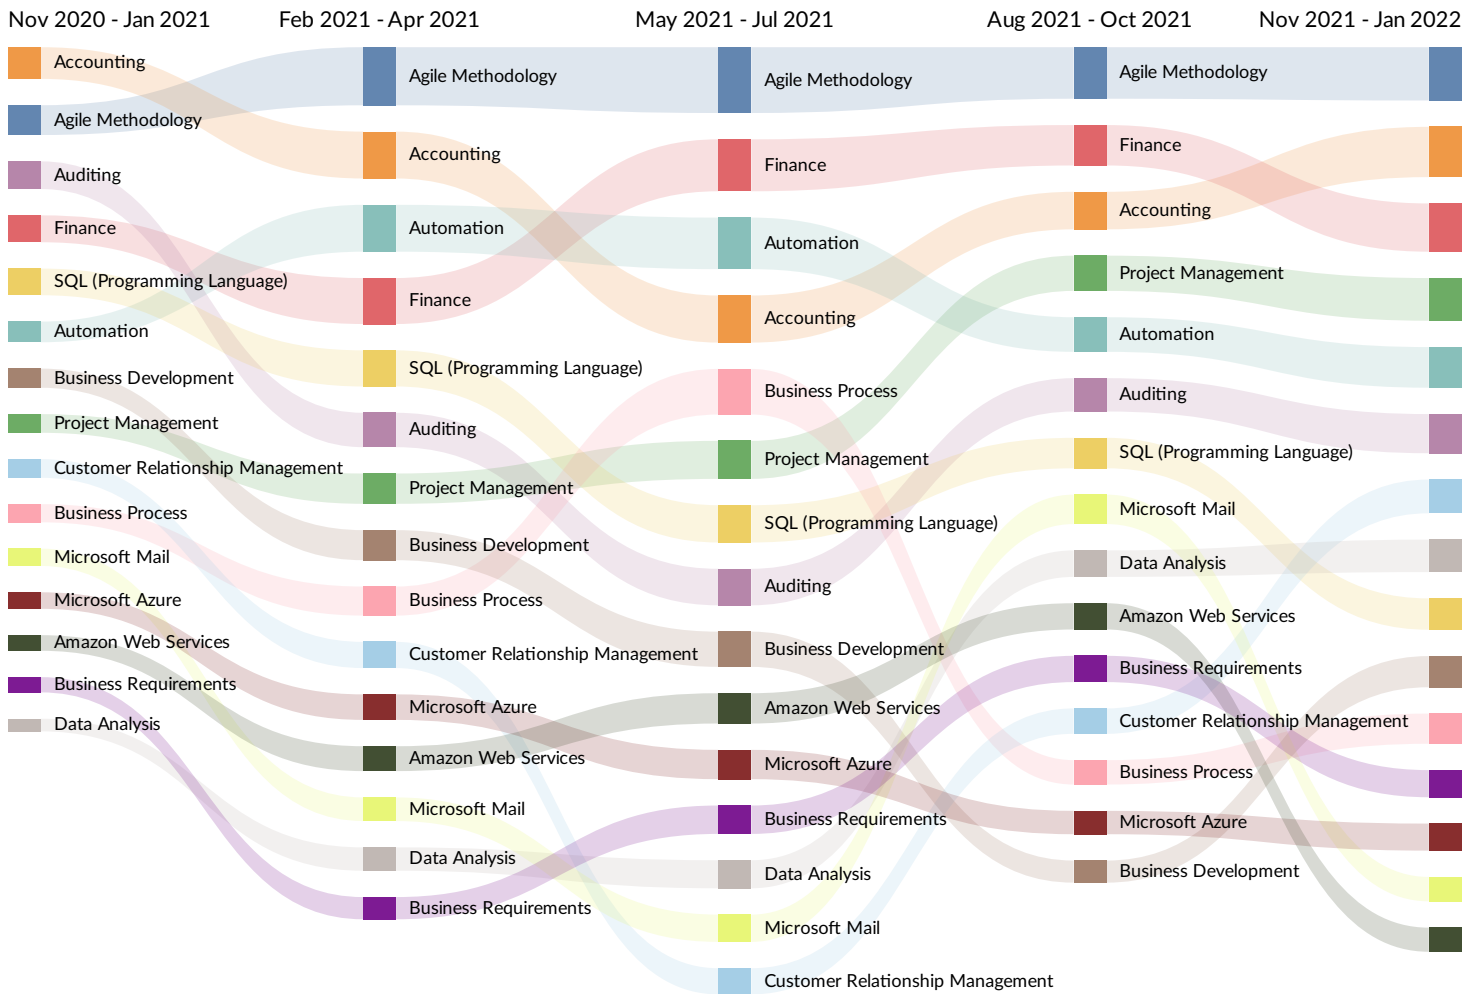 Nov 2020 - Jan 2021
Feb 2021 - Apr 2021
May 2021 - Jul 2021
Aug 2021 - Oct 2021
Nov 2021 - Jan 2022
Accounting
Agile Methodology
Auditing
Finance
SQL (Programming Language)
Automation
Business Development
Project Management
Customer Relationship Management
Business Process
Microsoft Mail
Microsoft Azure
Amazon Web Services
Business Requirements
Data Analysis
Agile Methodology
Accounting
Automation
Finance
SQL (Programming Language)
Auditing
Project Management
Business Development
Business Process
Customer Relationship Management
Microsoft Azure
Amazon Web Services
Microsoft Mail
Data Analysis
Business Requirements
Agile Methodology
Finance
Automation
Accounting
Business Process
Project Management
SQL (Programming Language)
Auditing
Business Development
Amazon Web Services
Microsoft Azure
Business Requirements
Data Analysis
Microsoft Mail
Customer Relationship Management
Agile Methodology
Finance
Accounting
Project Management
Automation
Auditing
SQL (Programming Language)
Microsoft Mail
Data Analysis
Amazon Web Services
Business Requirements
Customer Relationship Management
Business Process
Microsoft Azure
Business Development